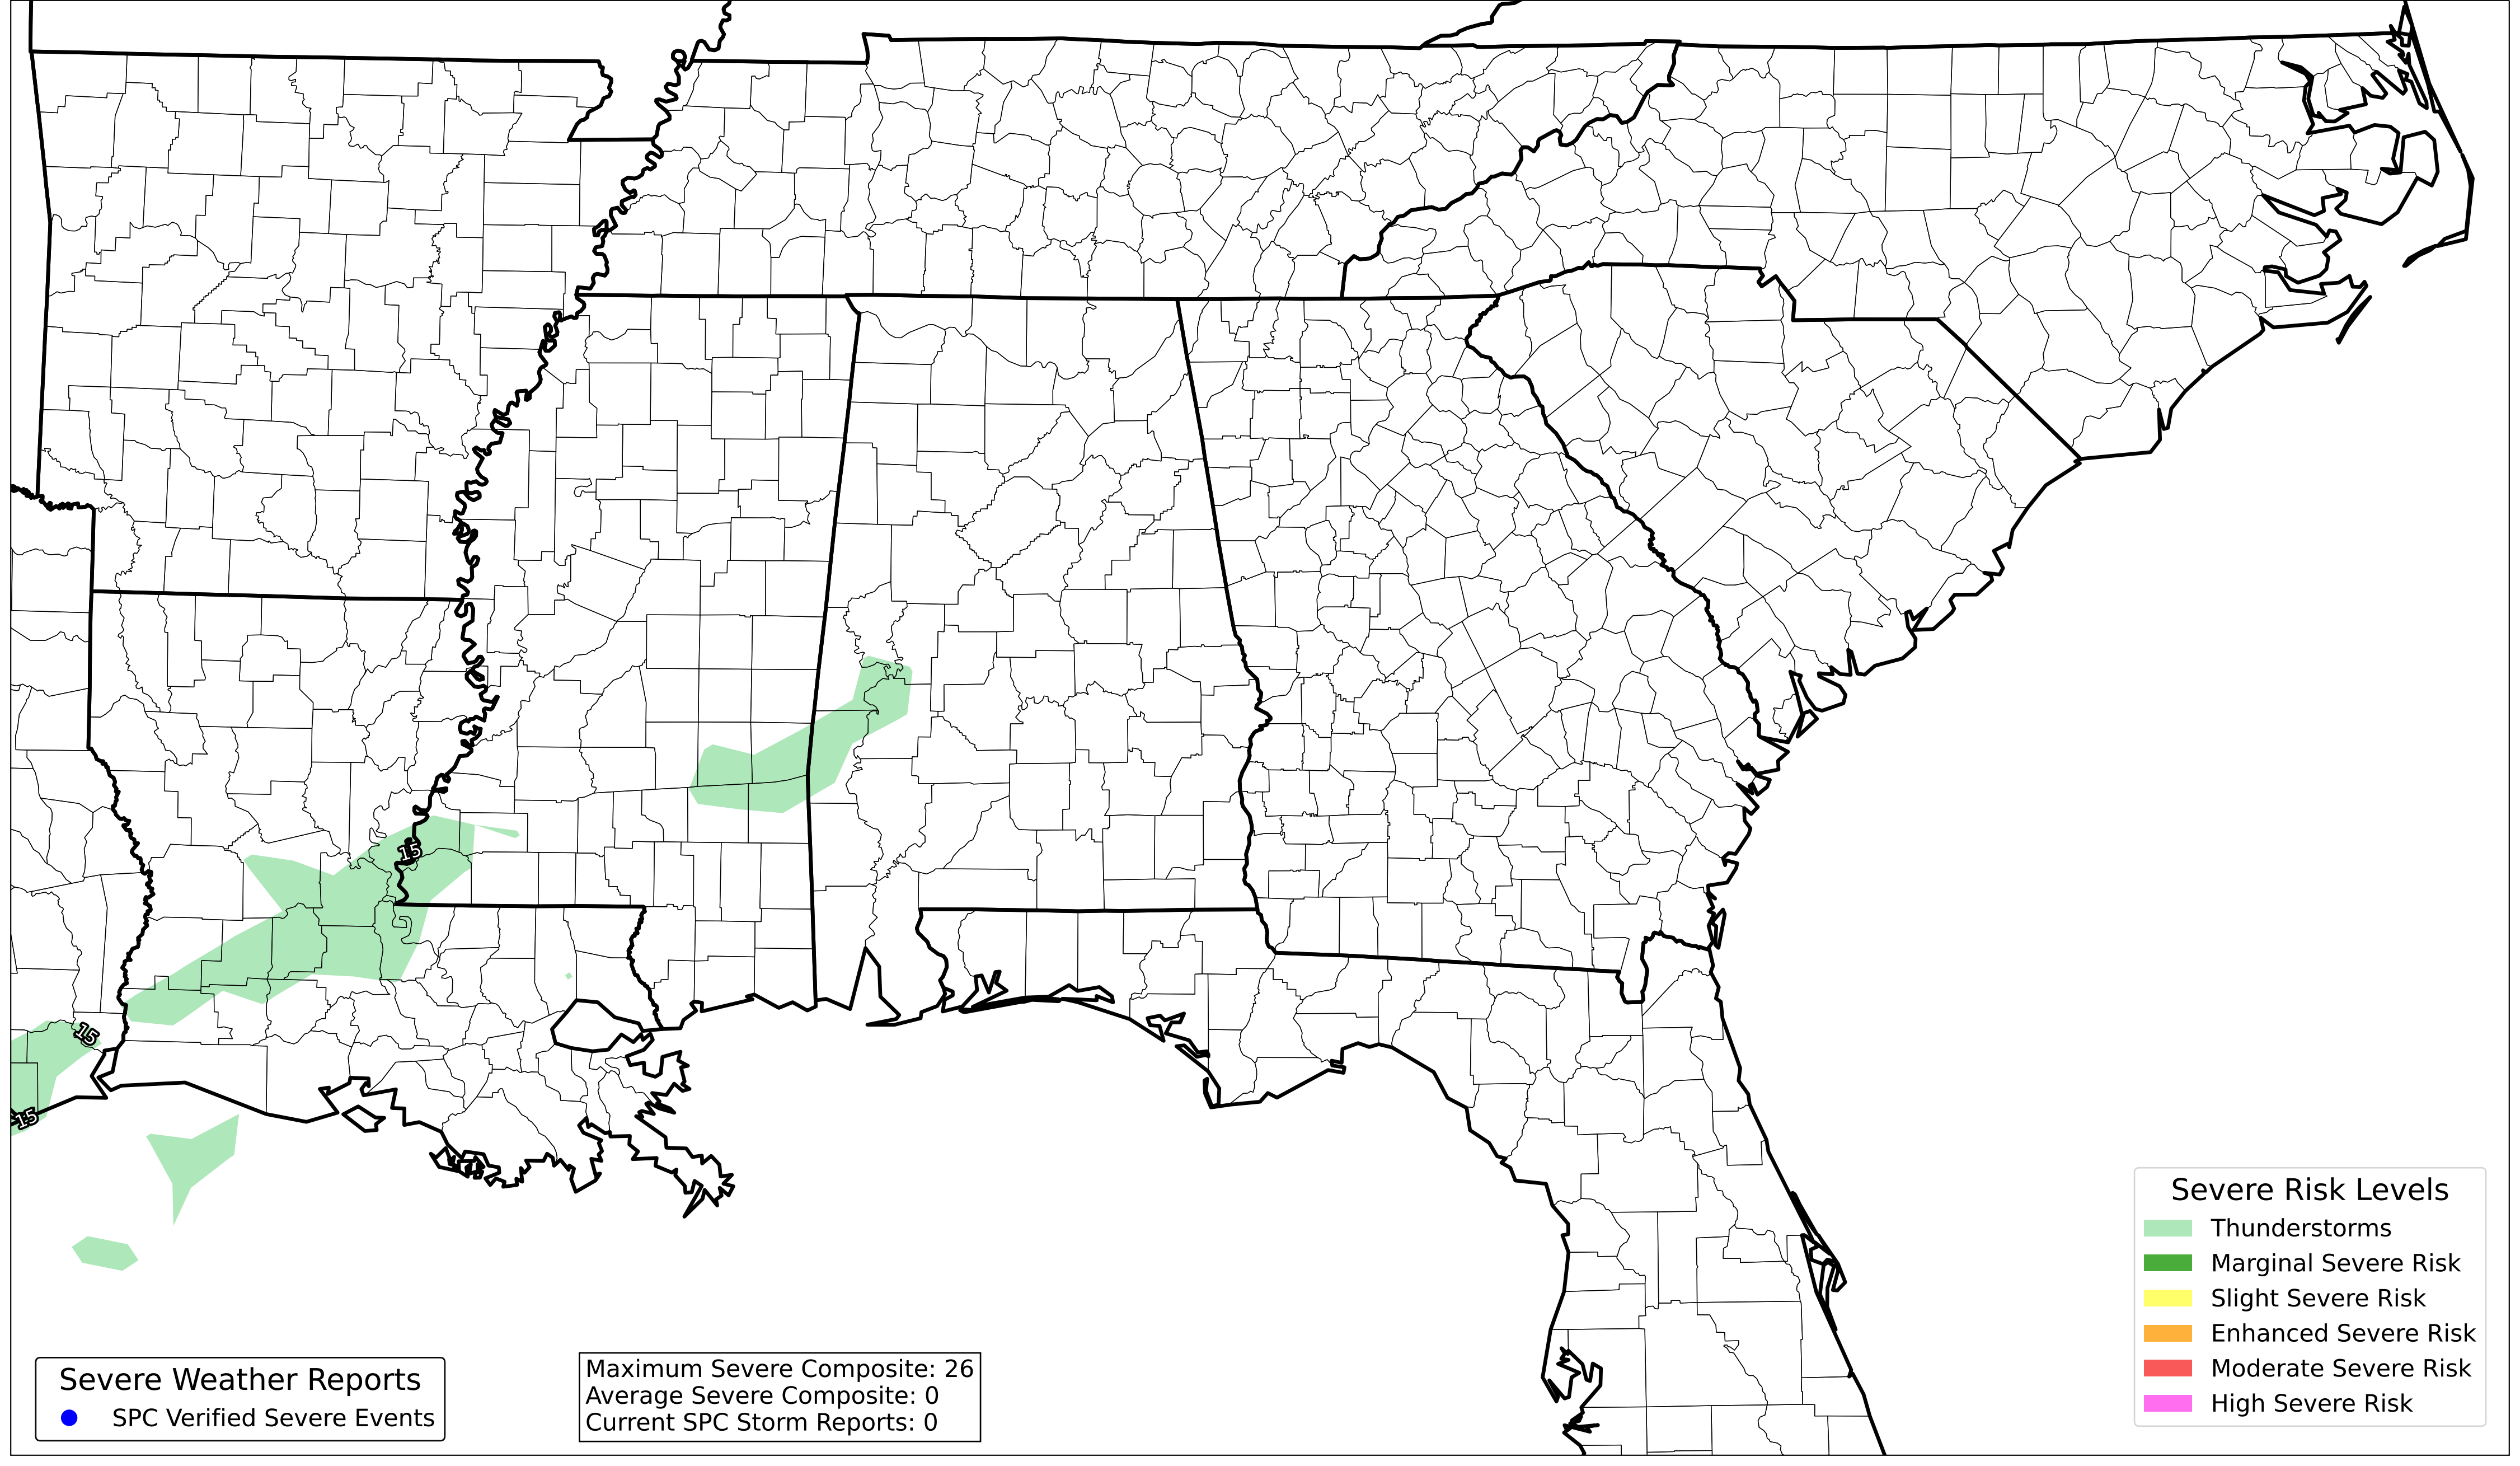 15
15
15
Severe Weather Reports
SPC Verified Severe Events
Maximum Severe Composite: 26
Average Severe Composite: 0
Current SPC Storm Reports: 0
Severe Risk Levels
Thunderstorms
Marginal Severe Risk
Slight Severe Risk
Enhanced Severe Risk
Moderate Severe Risk
High Severe Risk